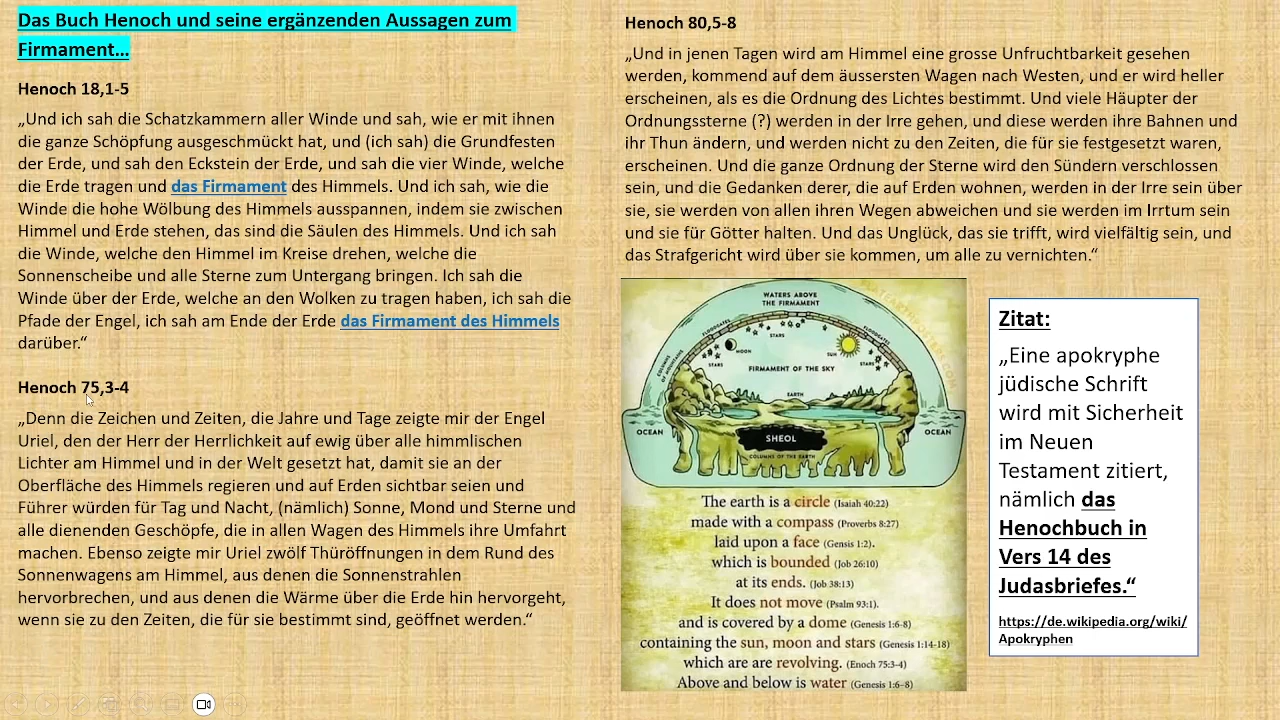 Das Buch Henoch und seine ergänzenden Aussagen zum
Firmament…
Henoch 18,1-5
„Und ich sah die Schatzkammern aller Winde und sah, wie er mit ihnen
die ganze Schöpfung ausgeschmückt hat, und (ich sah) die Grundfesten
der Erde, und sah den Eckstein der Erde, und sah die vier Winde, welche
die Erde tragen und das Firmament des Himmels. Und ich sah, wie die
Winde die hohe Wölbung des Himmels ausspannen, indem sie zwischen
Himmel und Erde stehen, das sind die Säulen des Himmels. Und ich sah
die Winde, welche den Himmel im Kreise drehen, welche die
Sonnenscheibe und alle Sterne zum Untergang bringen. Ich sah die
Winde über der Erde, welche an den Wolken zu tragen haben, ich sah die
Pfade der Engel, ich sah am Ende der Erde das Firmament des Himmels
darüber.“
Henoch 75,3-4
„Denn die Zeichen und Zeiten, die Jahre und Tage zeigte mir der Engel
Uriel, den der Herr der Herrlichkeit auf ewig über alle himmlischen
Lichter am Himmel und in der Welt gesetzt hat, damit sie an der
Oberfläche des Himmels regieren und auf Erden sichtbar seien und
Führer würden für Tag und Nacht, (nämlich) Sonne, Mond und Sterne und
alle dienenden Geschöpfe, die in allen Wagen des Himmels ihre Umfahrt
machen. Ebenso zeigte mir Uriel zwölf Thüröffnungen in dem Rund des
Sonnenwagens am Himmel, aus denen die Sonnenstrahlen
hervorbrechen, und aus denen die Wärme über die Erde hin hervorgeht,
wenn sie zu den Zeiten, die für sie bestimmt sind, geöffnet werden.“
Henoch 80,5-8
„Und in jenen Tagen wird am Himmel eine grosse Unfruchtbarkeit gesehen
werden, kommend auf dem äussersten Wagen nach Westen, und er wird heller
erscheinen, als es die Ordnung des Lichtes bestimmt. Und viele Häupter der
Ordnungssterne (?) werden in der Irre gehen, und diese werden ihre Bahnen und
ihr Thun ändern, und werden nicht zu den Zeiten, die für sie festgesetzt waren,
erscheinen. Und die ganze Ordnung der Sterne wird den Sündern verschlossen
sein, und die Gedanken derer, die auf Erden wohnen, werden in der Irre sein über
sie, sie werden von allen ihren Wegen abweichen und sie werden im Irrtum sein
und sie für Götter halten. Und das Unglück, das sie trifft, wird vielfältig sein, und
das Strafgericht wird über sie kommen, um alle zu vernichten.“
WATERS ABOVE
THE FIRMAMENT
FLOODGATES
FLOODGATES
STARS
MOON
SUN
STARS
STARS
FLOODGATES
FLOODGATES
COLUMNS
OF MOUNTAINS
FIRMAMENT OF THE SKY
EARTH
OCEAN
OCEAN
SHEOL
COLUMNS OF THE EARTH
The earth is a circle (Isaiah 40:22)
made with a compass (Proverbs 8:27)
laid upon a face (Gensis 1:2).
which is bounded (Job 26:10)
at its ends. (Job 38:13)
It does not move (Psalm 93:1).
and is covered by a dome (Genesis 1:6-8)
containing the sun, moon and stars (Genesis 1:14-18)
which are are revolving. (Enoch 75:3-4)
Above and below is water (Genesis 1:6-8)
Zitat:
„Eine apokryphe
jüdische Schrift
wird mit Sicherheit
im Neuen
Testament zitiert,
nämlich das
Henochbuch in
Vers 14 des
Judasbriefes.“
https://de.wikipedia.org/wiki/
Apokryphen